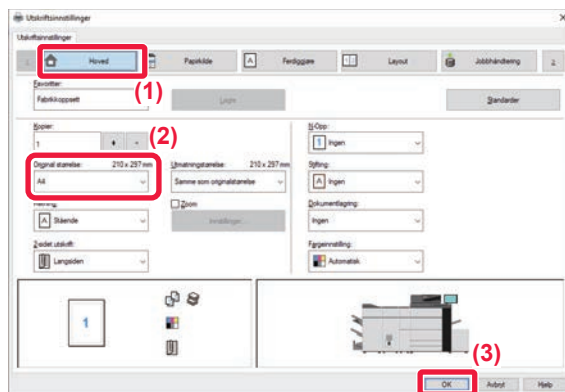 Utskriftsinnstillinger
Utskriftsinnstillinger
Hoved
Papirkilde
Ferdiggjøre
Layout
Jobbhåndtering
Favoritter:
Fabrikkoppsett
(1)
Lagre
Standarder
Kopier:
1
(2)
Original størrelse: 210 x 297 mm
A4
Utmatningstørrelse: 210 x 297 mm
Samme som originalstørrelse
Zoom
Innstillinger...
Stående
2-sidet utskrift:
Langsiden
N-Opp:
1 Ingen
Stifting:
Ingen
Dokumentlagring:
Ingen
Fargeinnstilling:
Automatisk
1
(3)
OK
Avbryt
Hjelp